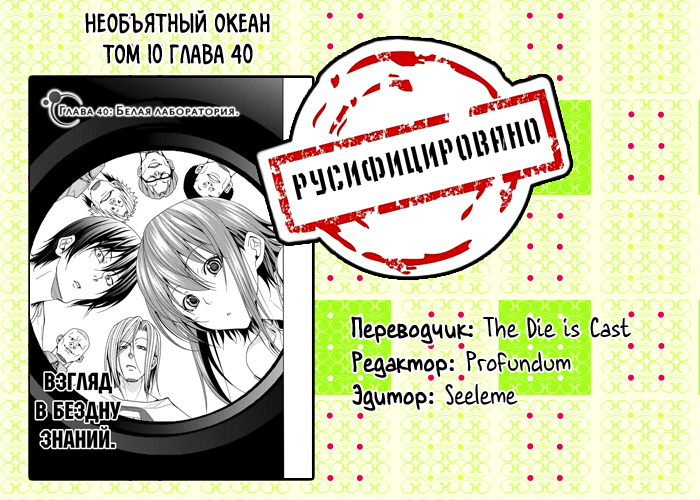 НЕОБЪЯТНЫЙ ОКЕАН
ТОМ 10 ГЛАВА 40
Глава 40: Белая лаборатория.
РУСИФИЦИРОВАНО
ВЗГЛЯД
В БЕЗДНУ
ЗНАНИЙ.
Переводчик: The Die is Cast
Редактор: Profundum
Эдитор: Seeleme